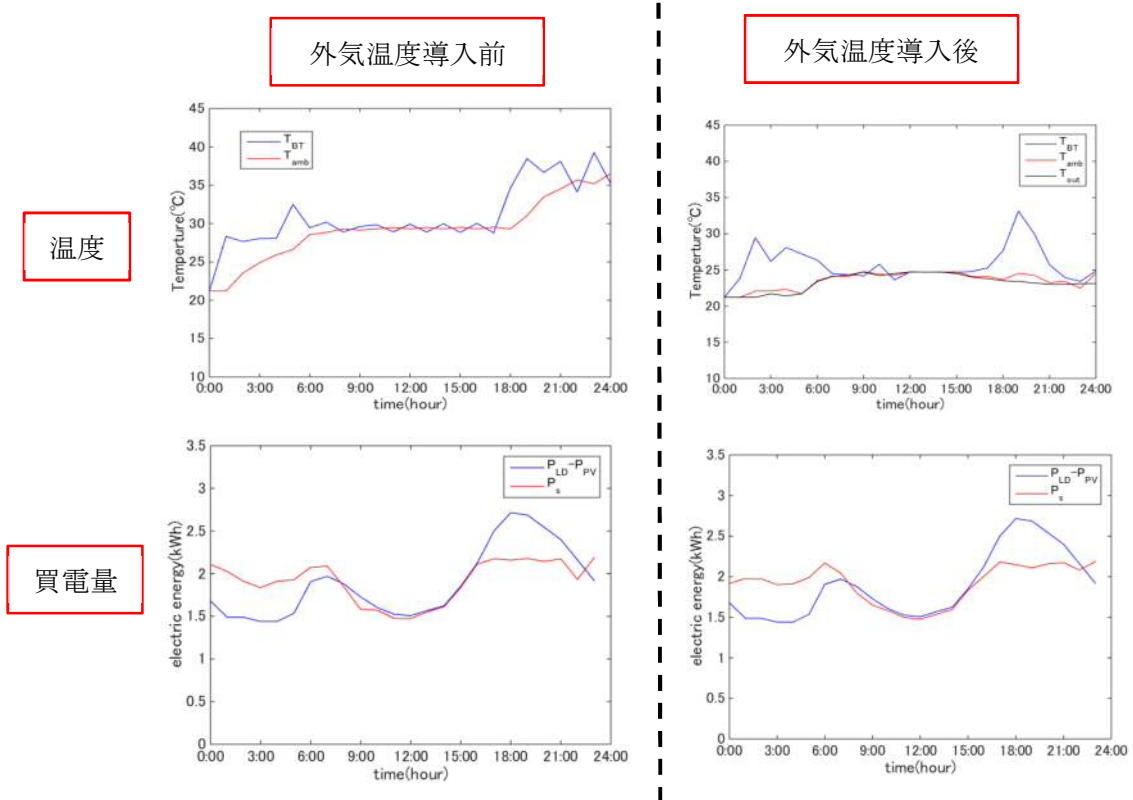 外気温度導入前
外気温度導入後
温度
45
40
35
30
25
20
15
10
Temperture(℃)
T_BT
T_amb
0:00 3:00 6:00 9:00 12:00 15:00 18:00 21:00 24:00
time(hour)
45
40
35
30
25
20
15
10
Temperture(℃)
T_BT
T_amb
T_out
0:00 3:00 6:00 9:00 12:00 15:00 18:00 21:00 24:00
time(hour)
買電量
3.5
3
2.5
2
1.5
1
0.5
0
electric energy(kWh)
P_LD-P_PV
P_s
0:00 3:00 6:00 9:00 12:00 15:00 18:00 21:00 24:00
time(hour)
3.5
3
2.5
2
1.5
1
0.5
0
electric energy(kWh)
P_LD-P_PV
P_s
0:00 3:00 6:00 9:00 12:00 15:00 18:00 21:00 24:00
time(hour)